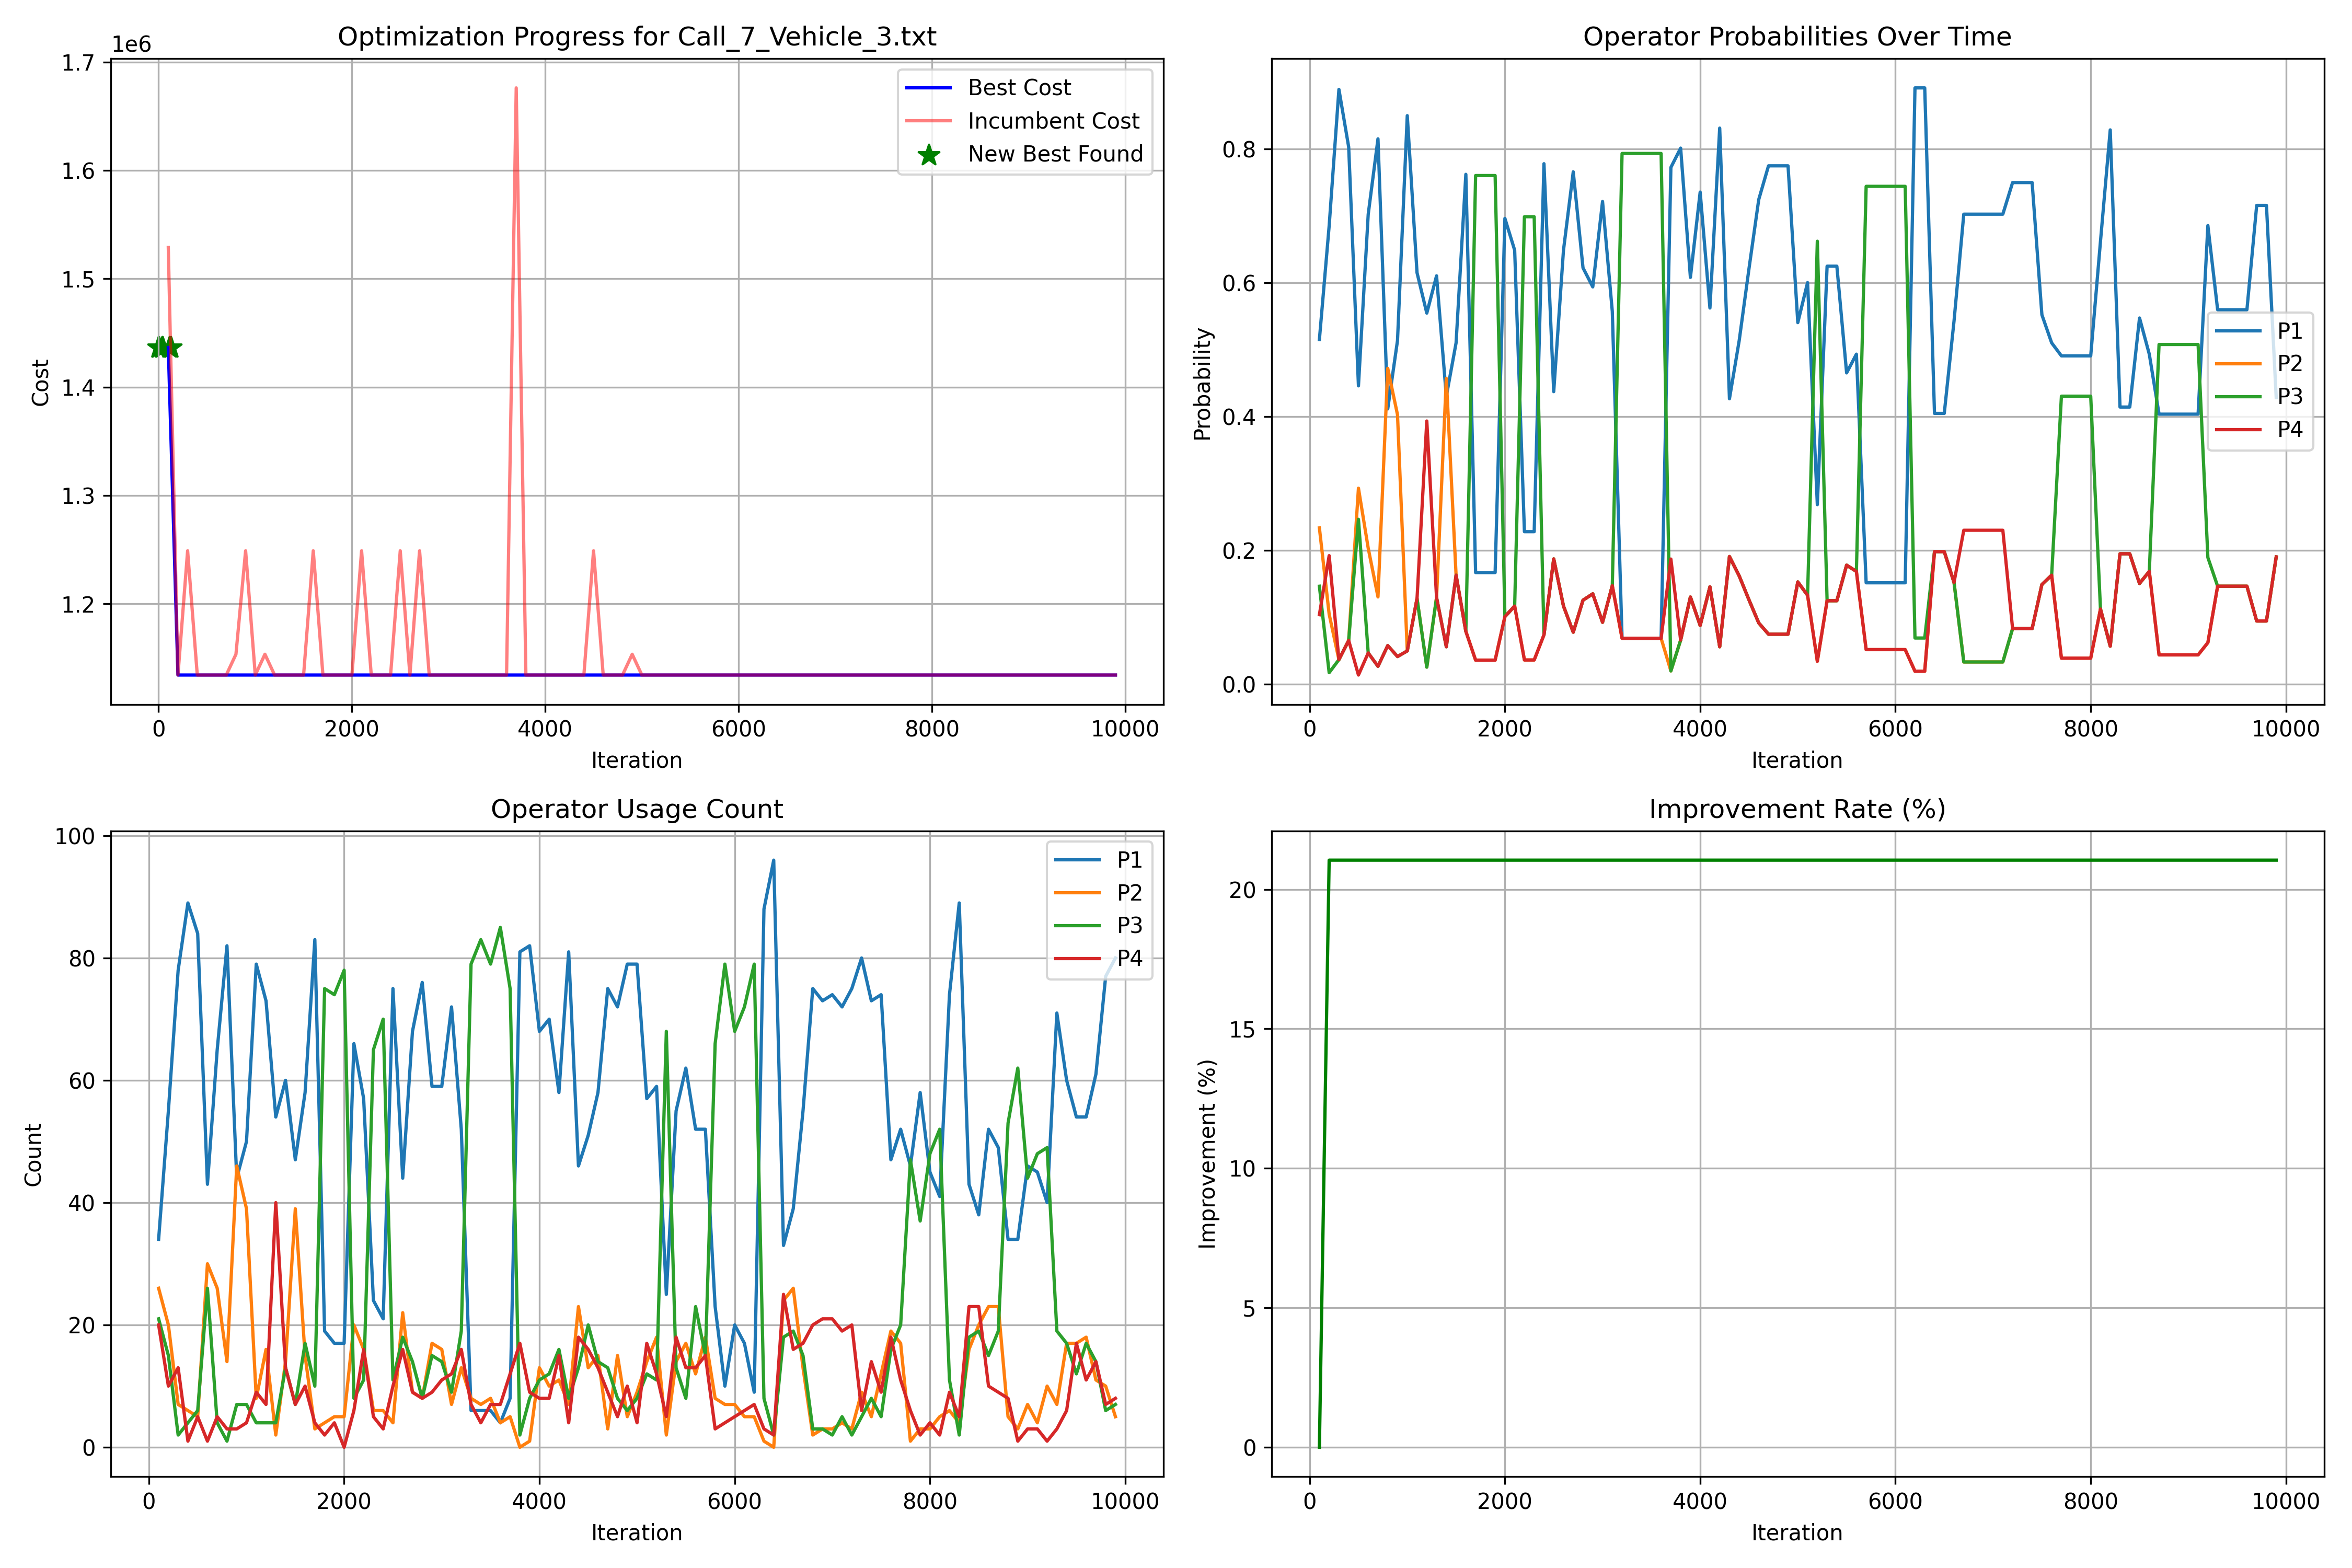 Optimization Progress for Call_7_Vehicle_3.txt
1e6
1.7
1.6
1.5
1.4
1.3
1.2
Cost
0
2000
4000
6000
8000
10000
Iteration
Best Cost
Incumbent Cost
New Best Found
Operator Probabilities Over Time
0.8
0.6
0.4
0.2
0.0
Probability
0
2000
4000
6000
8000
10000
Iteration
P1
P2
P3
P4
Operator Usage Count
100
80
60
40
20
0
Count
0
2000
4000
6000
8000
10000
Iteration
P1
P2
P3
P4
Improvement Rate (%)
20
15
10
5
0
Improvement (%)
0
2000
4000
6000
8000
10000
Iteration